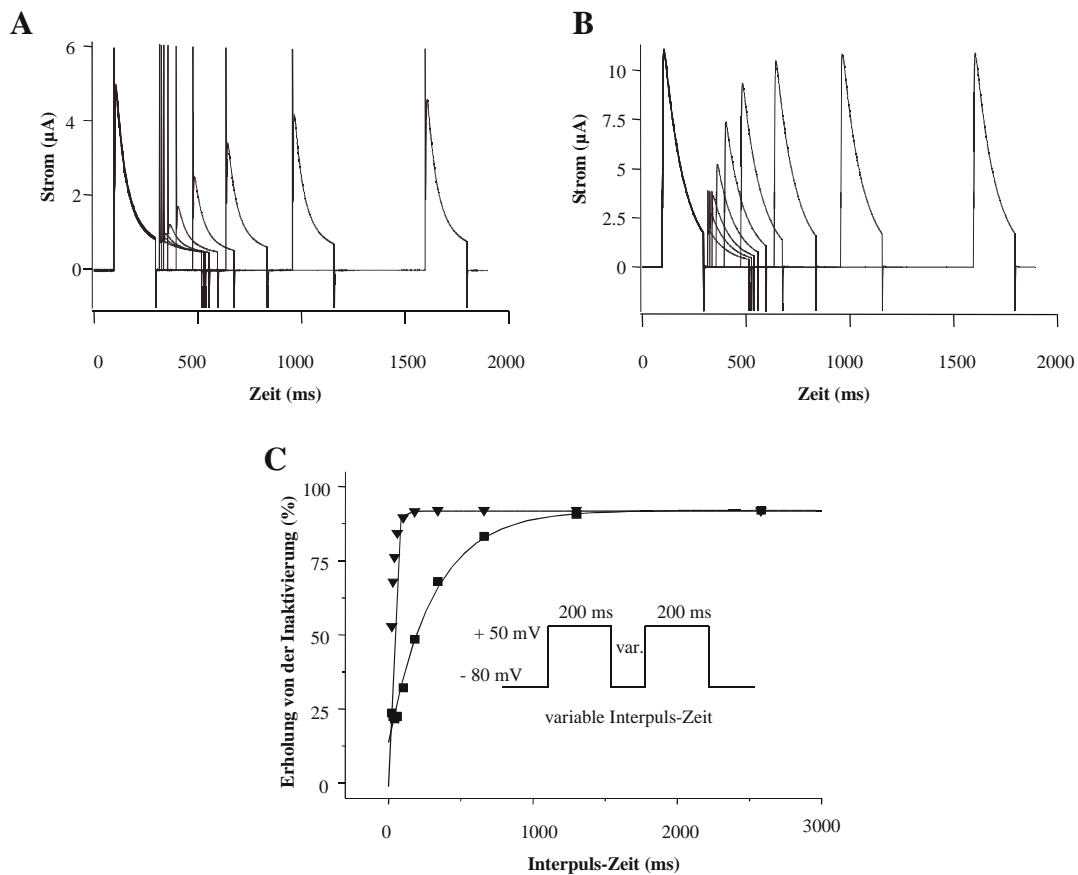 A
Strom (µA)
6
4
2
0
0 500 1000 1500 2000
Zeit (ms)
B
Strom (µA)
10
7.5
5
2.5
0
0 500 1000 1500 2000
Zeit (ms)
C
Erholung von der Inaktivierung (%)
100
75
50
25
0
200 ms 200 ms
+ 50 mV
var.
- 80 mV
variable Interpuls-Zeit
0 1000 2000 3000
Interpuls-Zeit (ms)